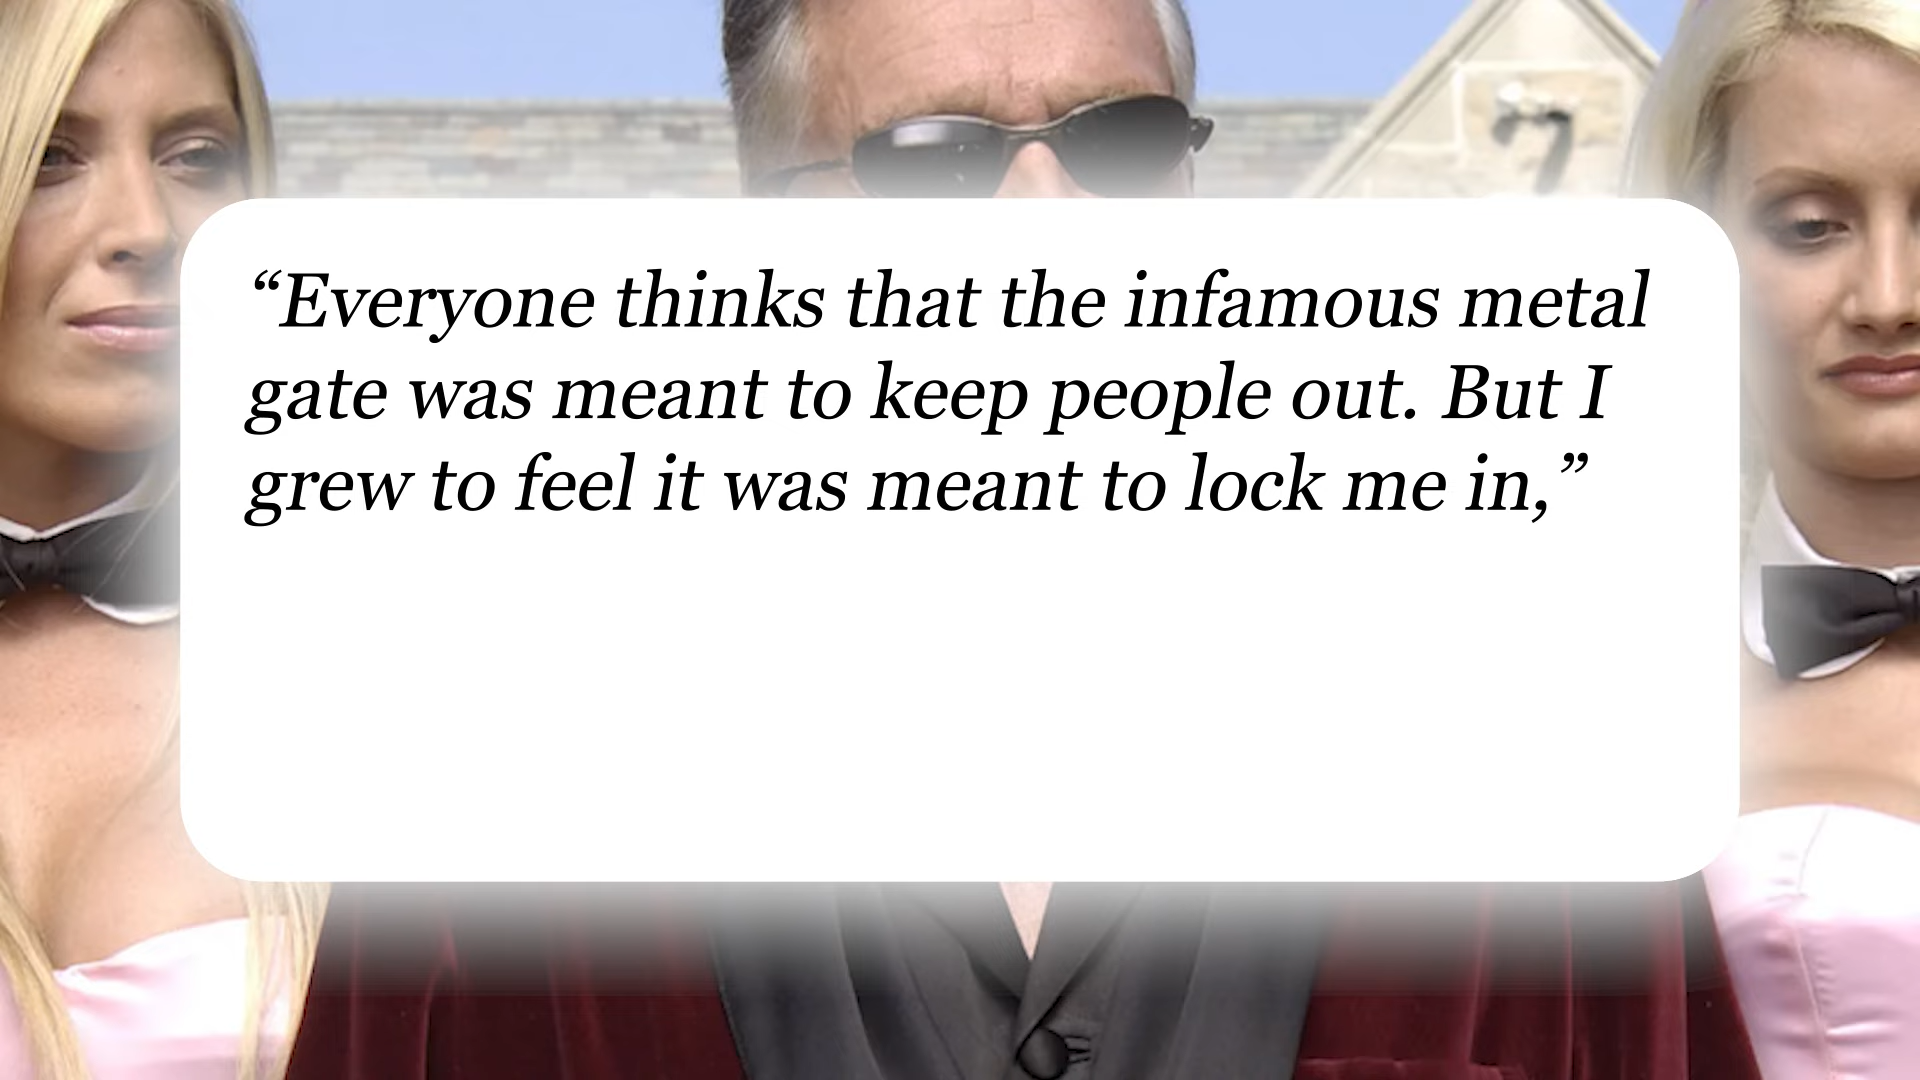 “Everyone thinks that the infamous metal
gate was meant to keep people out. But I
grew to feel it was meant to lock me in,”